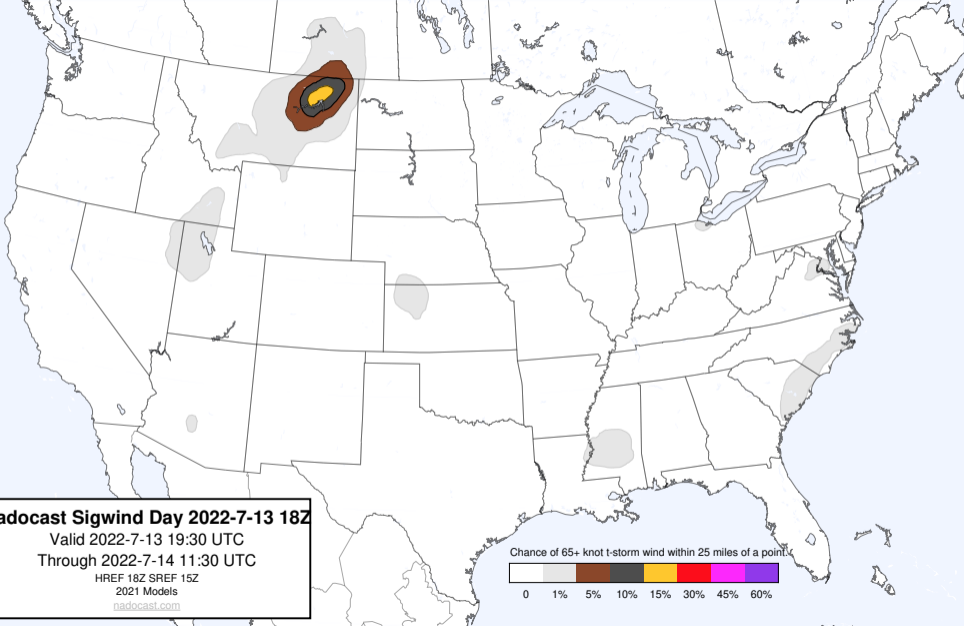 adocast Sigwind Day 2022-7-13 18Z
Valid 2022-7-13 19:30 UTC
Through 2022-7-14 11:30 UTC
HREF 18Z SREF 15Z
2021 Models
nadocast.com
Chance of 65+ knot t-storm wind within 25 miles of a point.
0 1% 5% 10% 15% 30% 45% 60%